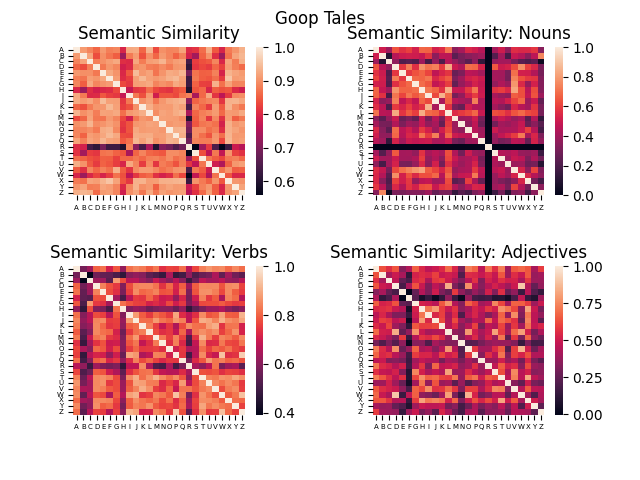 Goop Tales
Semantic Similarity
A
B
C
D
E
F
G
H
I
J
K
L
M
N
O
P
Q
R
S
T
U
V
W
X
Y
Z
A B C D E F G H I J K L M N O P Q R S T U V W X Y Z
1.0
0.9
0.8
0.7
0.6
Semantic Similarity: Nouns
A
B
C
D
E
F
G
H
I
J
K
L
M
N
O
P
Q
R
S
T
U
V
W
X
Y
Z
A B C D E F G H I J K L M N O P Q R S T U V W X Y Z
1.0
0.8
0.6
0.4
0.2
0.0
Semantic Similarity: Verbs
A
B
C
D
E
F
G
H
I
J
K
L
M
N
O
P
Q
R
S
T
U
V
W
X
Y
Z
A B C D E F G H I J K L M N O P Q R S T U V W X Y Z
1.0
0.8
0.6
0.4
Semantic Similarity: Adjectives
A
B
C
D
E
F
G
H
I
J
K
L
M
N
O
P
Q
R
S
T
U
V
W
X
Y
Z
A B C D E F G H I J K L M N O P Q R S T U V W X Y Z
1.00
0.75
0.50
0.25
0.00